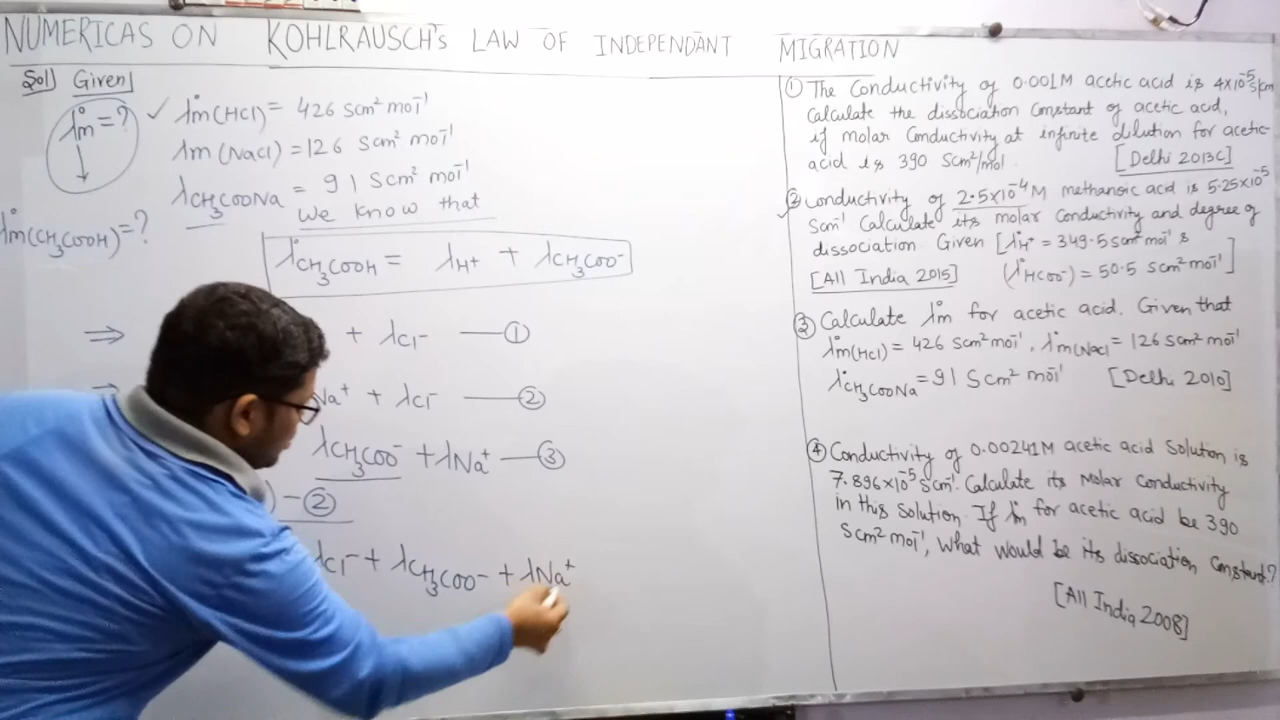 NUMERICAS ON KOHLRAUSCH's LAW OF INDEPENDANT MIGRATION
Sol) Given
λ°m = ?
✓ λ°m(HCl) = 426 Scm² mol⁻¹
λm(NaCl) = 126 Scm² mol⁻¹
λCH₃COONa = 91 Scm² mol⁻¹
λ°m(CH₃COOH) = ?
We know that
λ°CH₃COOH = λH⁺ + λCH₃COO⁻
⇒ + λCl⁻ —①
Na⁺ + λCl⁻ —②
λCH₃COO⁻ + λNa⁺ —③
) − ②
λCl⁻ + λCH₃COO⁻ + λNa⁺
① The Conductivity of 0.001M acetic acid is 4×10⁻⁵ S/cm
Calculate the dissociation Constant of acetic acid,
if molar Conductivity at infinite dilution for acetic-
acid is 390 Scm²/mol. [Delhi 2013C]
② Conductivity of 2.5×10⁻⁴ M methanoic acid is 5.25×10⁻⁵
Scm⁻¹ Calculate its molar Conductivity and degree of
dissociation Given [λ°H⁺ = 349.5 Scm² mol⁻¹ &
[All India 2015] (λ°HCOO⁻) = 50.5 Scm² mol⁻¹]
③ Calculate λ°m for acetic acid. Given that
λ°m(HCl) = 426 Scm² mol⁻¹, λ°m(NaCl) = 126 Scm² mol⁻¹
λ°CH₃COONa = 91 Scm² mol⁻¹ [Delhi 2010]
④ Conductivity of 0.00241M acetic acid Solution is
7.896×10⁻⁵ Scm⁻¹. Calculate its Molar Conductivity
in this Solution. If λ°m for acetic acid be 390
Scm² mol⁻¹, What would be its dissociation Constant.?
[All India 2008]